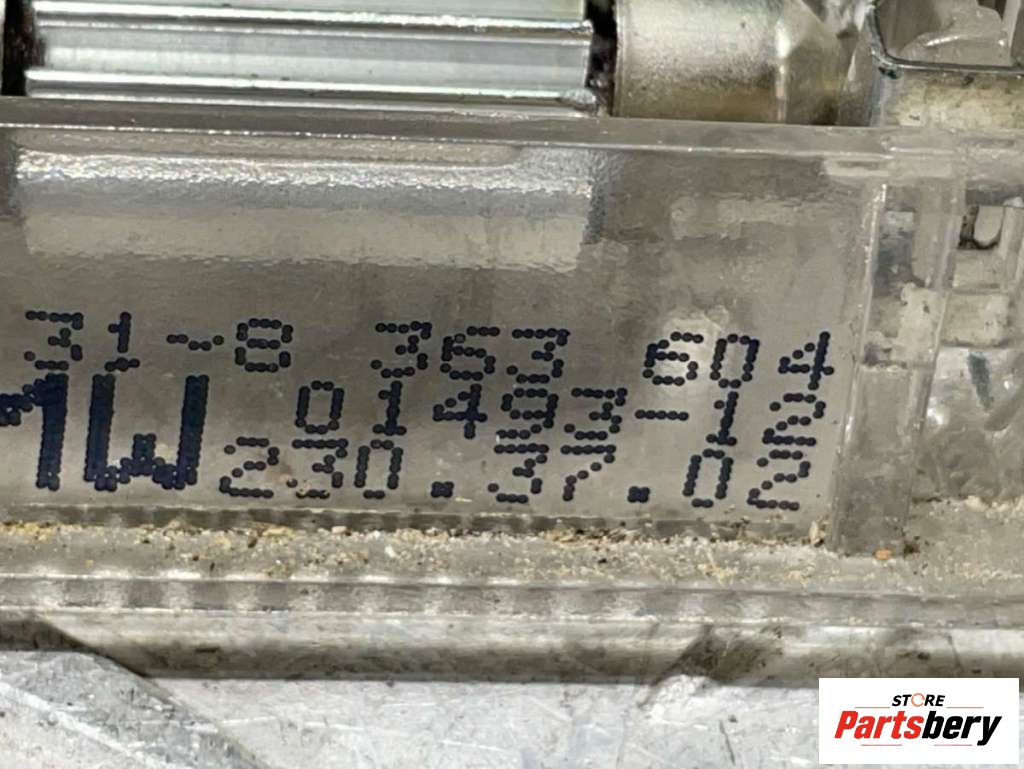 31-8 363 604
MW 01493-12
230.37.02
STORE
Partsbery